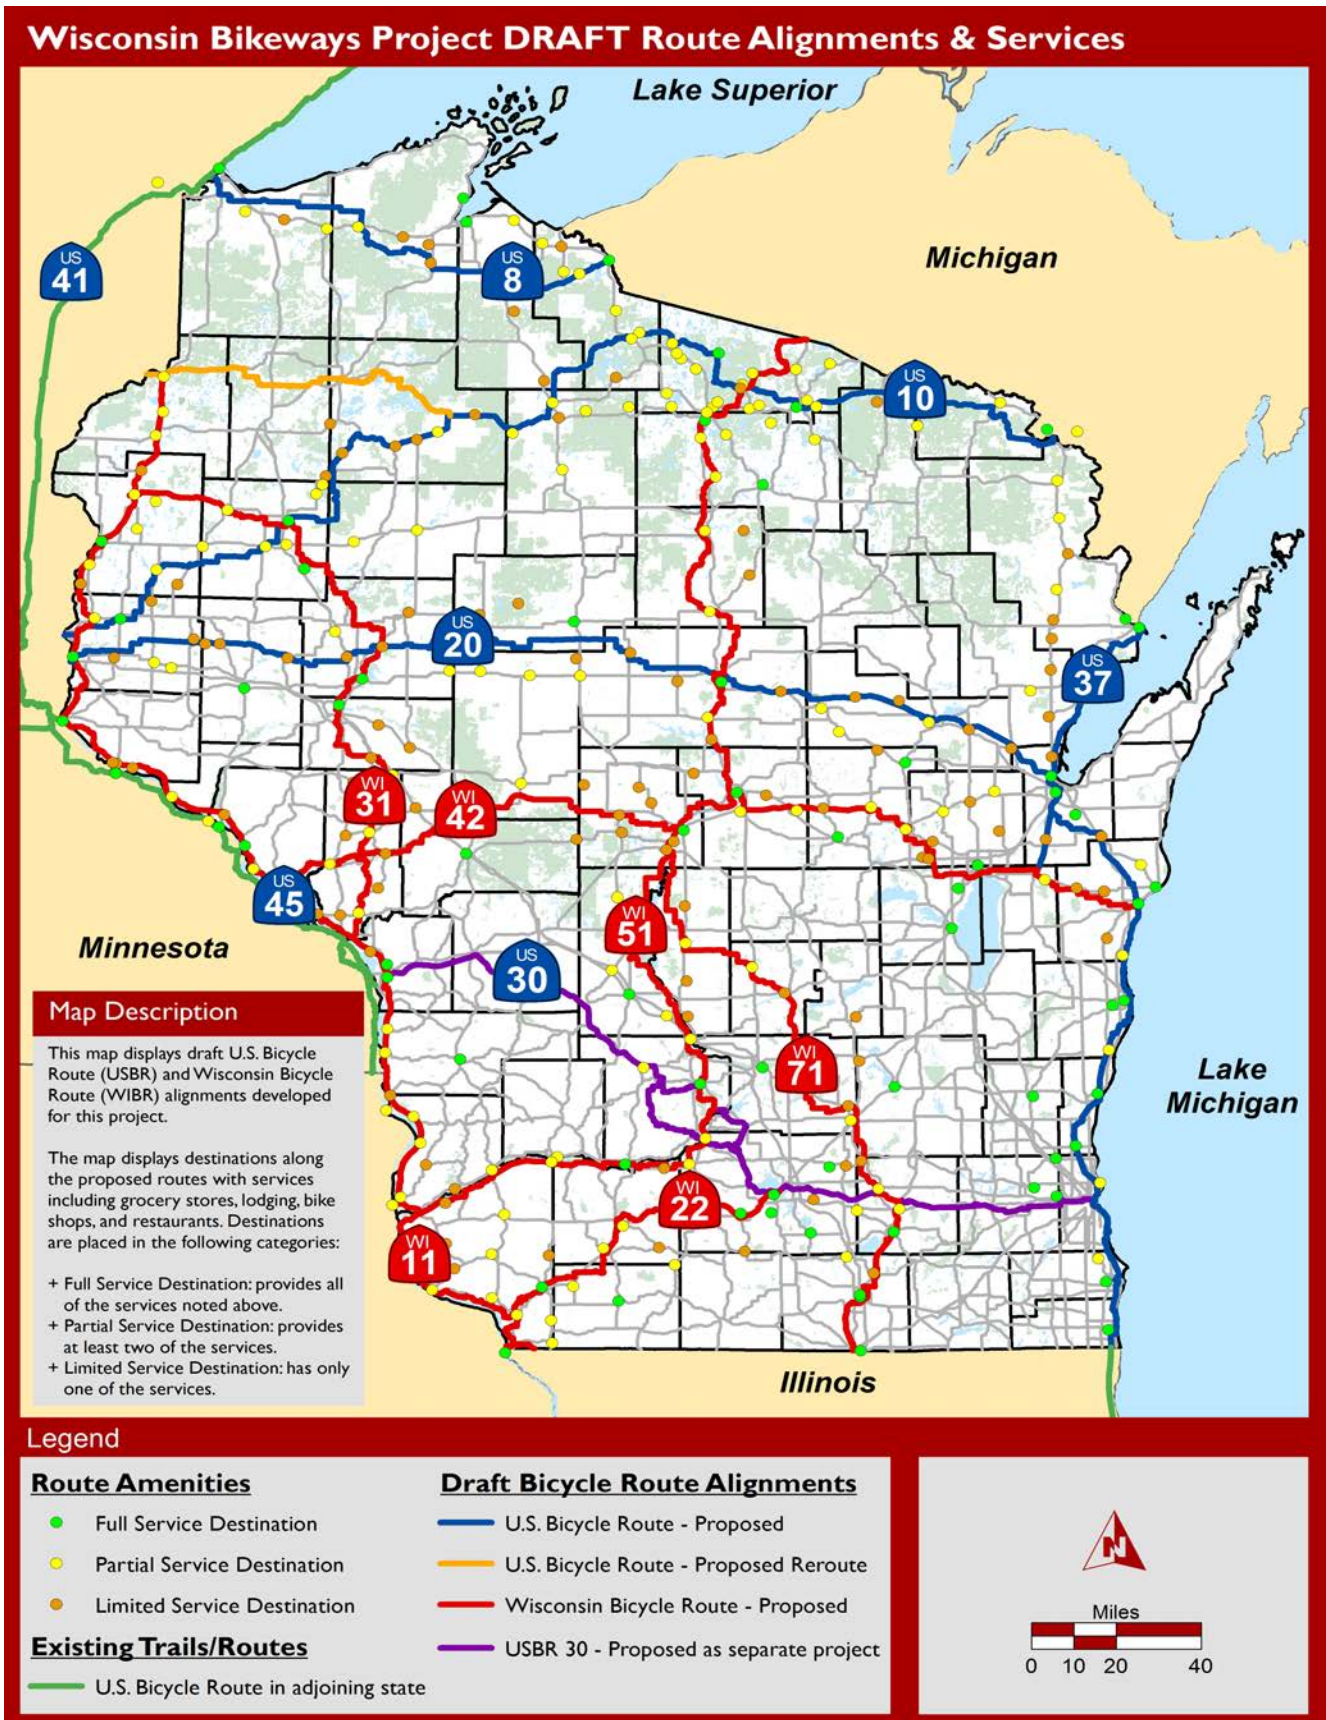 Wisconsin Bikeways Project DRAFT Route Alignments & Services
Lake Superior
Michigan
US
41
US
8
US
10
US
20
US
37
WI
31
WI
42
US
45
WI
51
Minnesota
US
30
Map Description
This map displays draft U.S. Bicycle
Route (USBR) and Wisconsin Bicycle
Route (WIBR) alignments developed
for this project.
The map displays destinations along
the proposed routes with services
including grocery stores, lodging, bike
shops, and restaurants. Destinations
are placed in the following categories:
+ Full Service Destination: provides all
of the services noted above.
+ Partial Service Destination: provides
at least two of the services.
+ Limited Service Destination: has only
one of the services.
WI
71
Lake
Michigan
WI
22
WI
11
Illinois
Legend
Route Amenities
Full Service Destination
Partial Service Destination
Limited Service Destination
Existing Trails/Routes
U.S. Bicycle Route in adjoining state
Draft Bicycle Route Alignments
U.S. Bicycle Route - Proposed
U.S. Bicycle Route - Proposed Reroute
Wisconsin Bicycle Route - Proposed
USBR 30 - Proposed as separate project
N
Miles
0 10 20 40